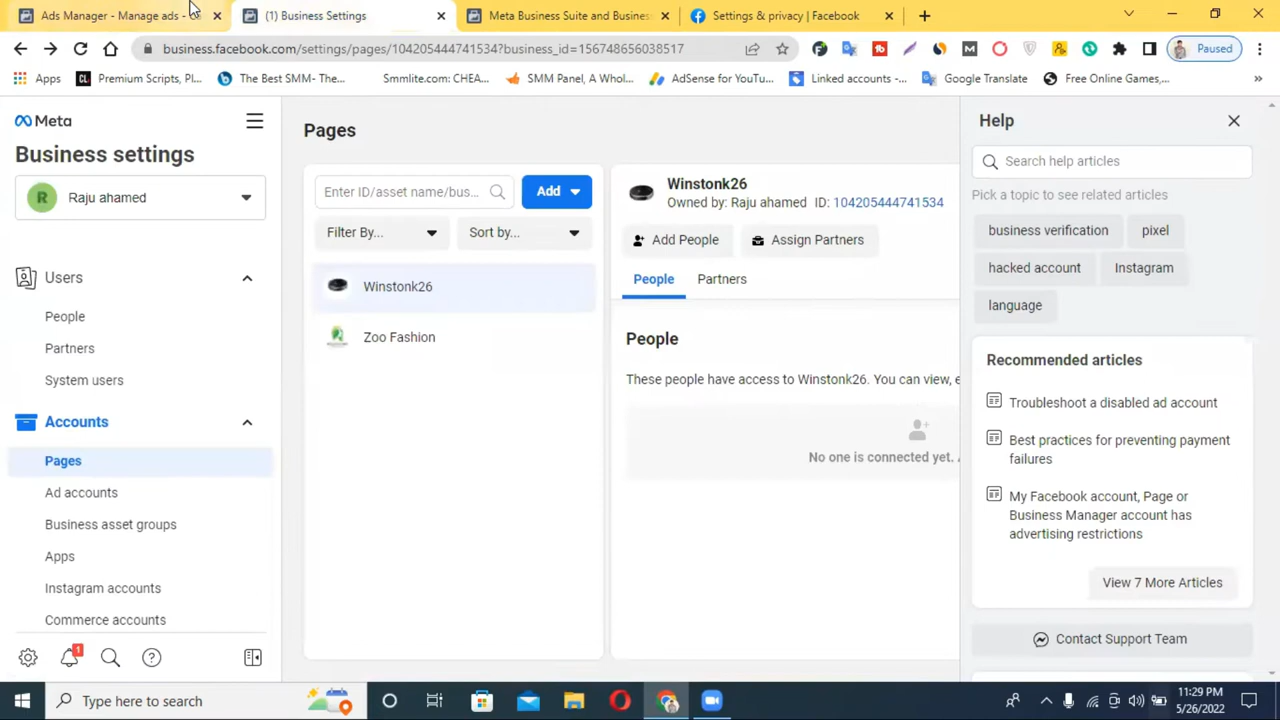 Ads Manager - Manage ads -
(1) Business Settings
Meta Business Suite and Busines
Settings & privacy | Facebook
business.facebook.com/settings/pages/104205444741534?business_id=156748656038517
Paused
Apps
Premium Scripts, Pl...
The Best SMM- The...
Smmlite.com: CHEA...
SMM Panel, A Whol...
AdSense for YouTu...
Linked accounts -...
Google Translate
Free Online Games,...
»
Meta
Business settings
R
Raju ahamed
Users
People
Partners
System users
Accounts
Pages
Ad accounts
Business asset groups
Apps
Instagram accounts
Commerce accounts
1
Pages
Enter ID/asset name/bus...
Add
Filter By...
Sort by...
Winstonk26
Zoo Fashion
Winstonk26
Owned by: Raju ahamed ID: 104205444741534
Add People
Assign Partners
People
Partners
People
These people have access to Winstonk26. You can view, e
No one is connected yet. A
Help
Search help articles
Pick a topic to see related articles
business verification
pixel
hacked account
Instagram
language
Recommended articles
Troubleshoot a disabled ad account
Best practices for preventing payment
failures
My Facebook account, Page or
Business Manager account has
advertising restrictions
View 7 More Articles
Contact Support Team
Type here to search
11:29 PM
5/26/2022